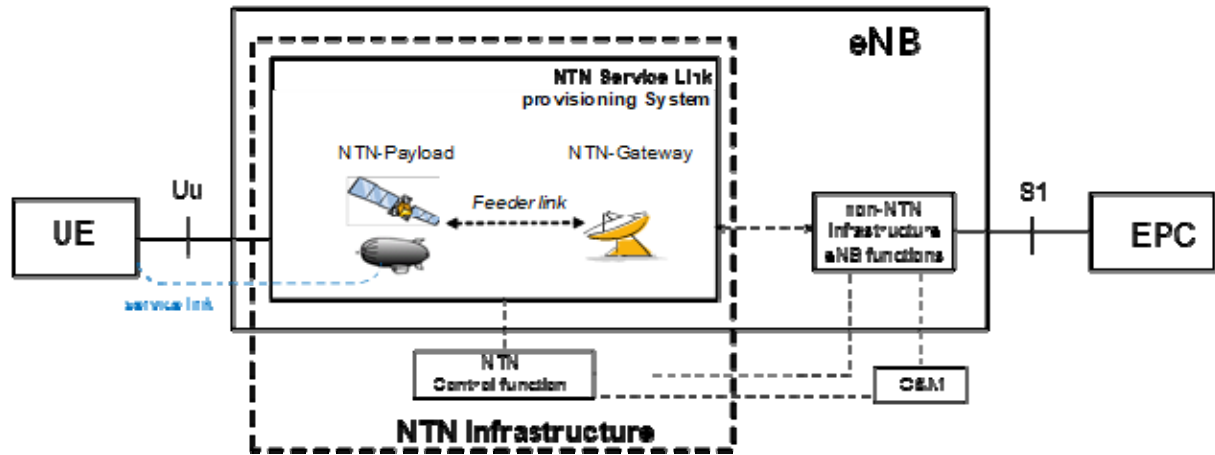 eNB
NTN Service Link
provisioning System
NTN-Payload
NTN-Gateway
Uu
Feeder link
S1
UE
non-NTN
infrastructure
eNB functions
EPC
service link
NTN
Control function
O&M
NTN Infrastructure